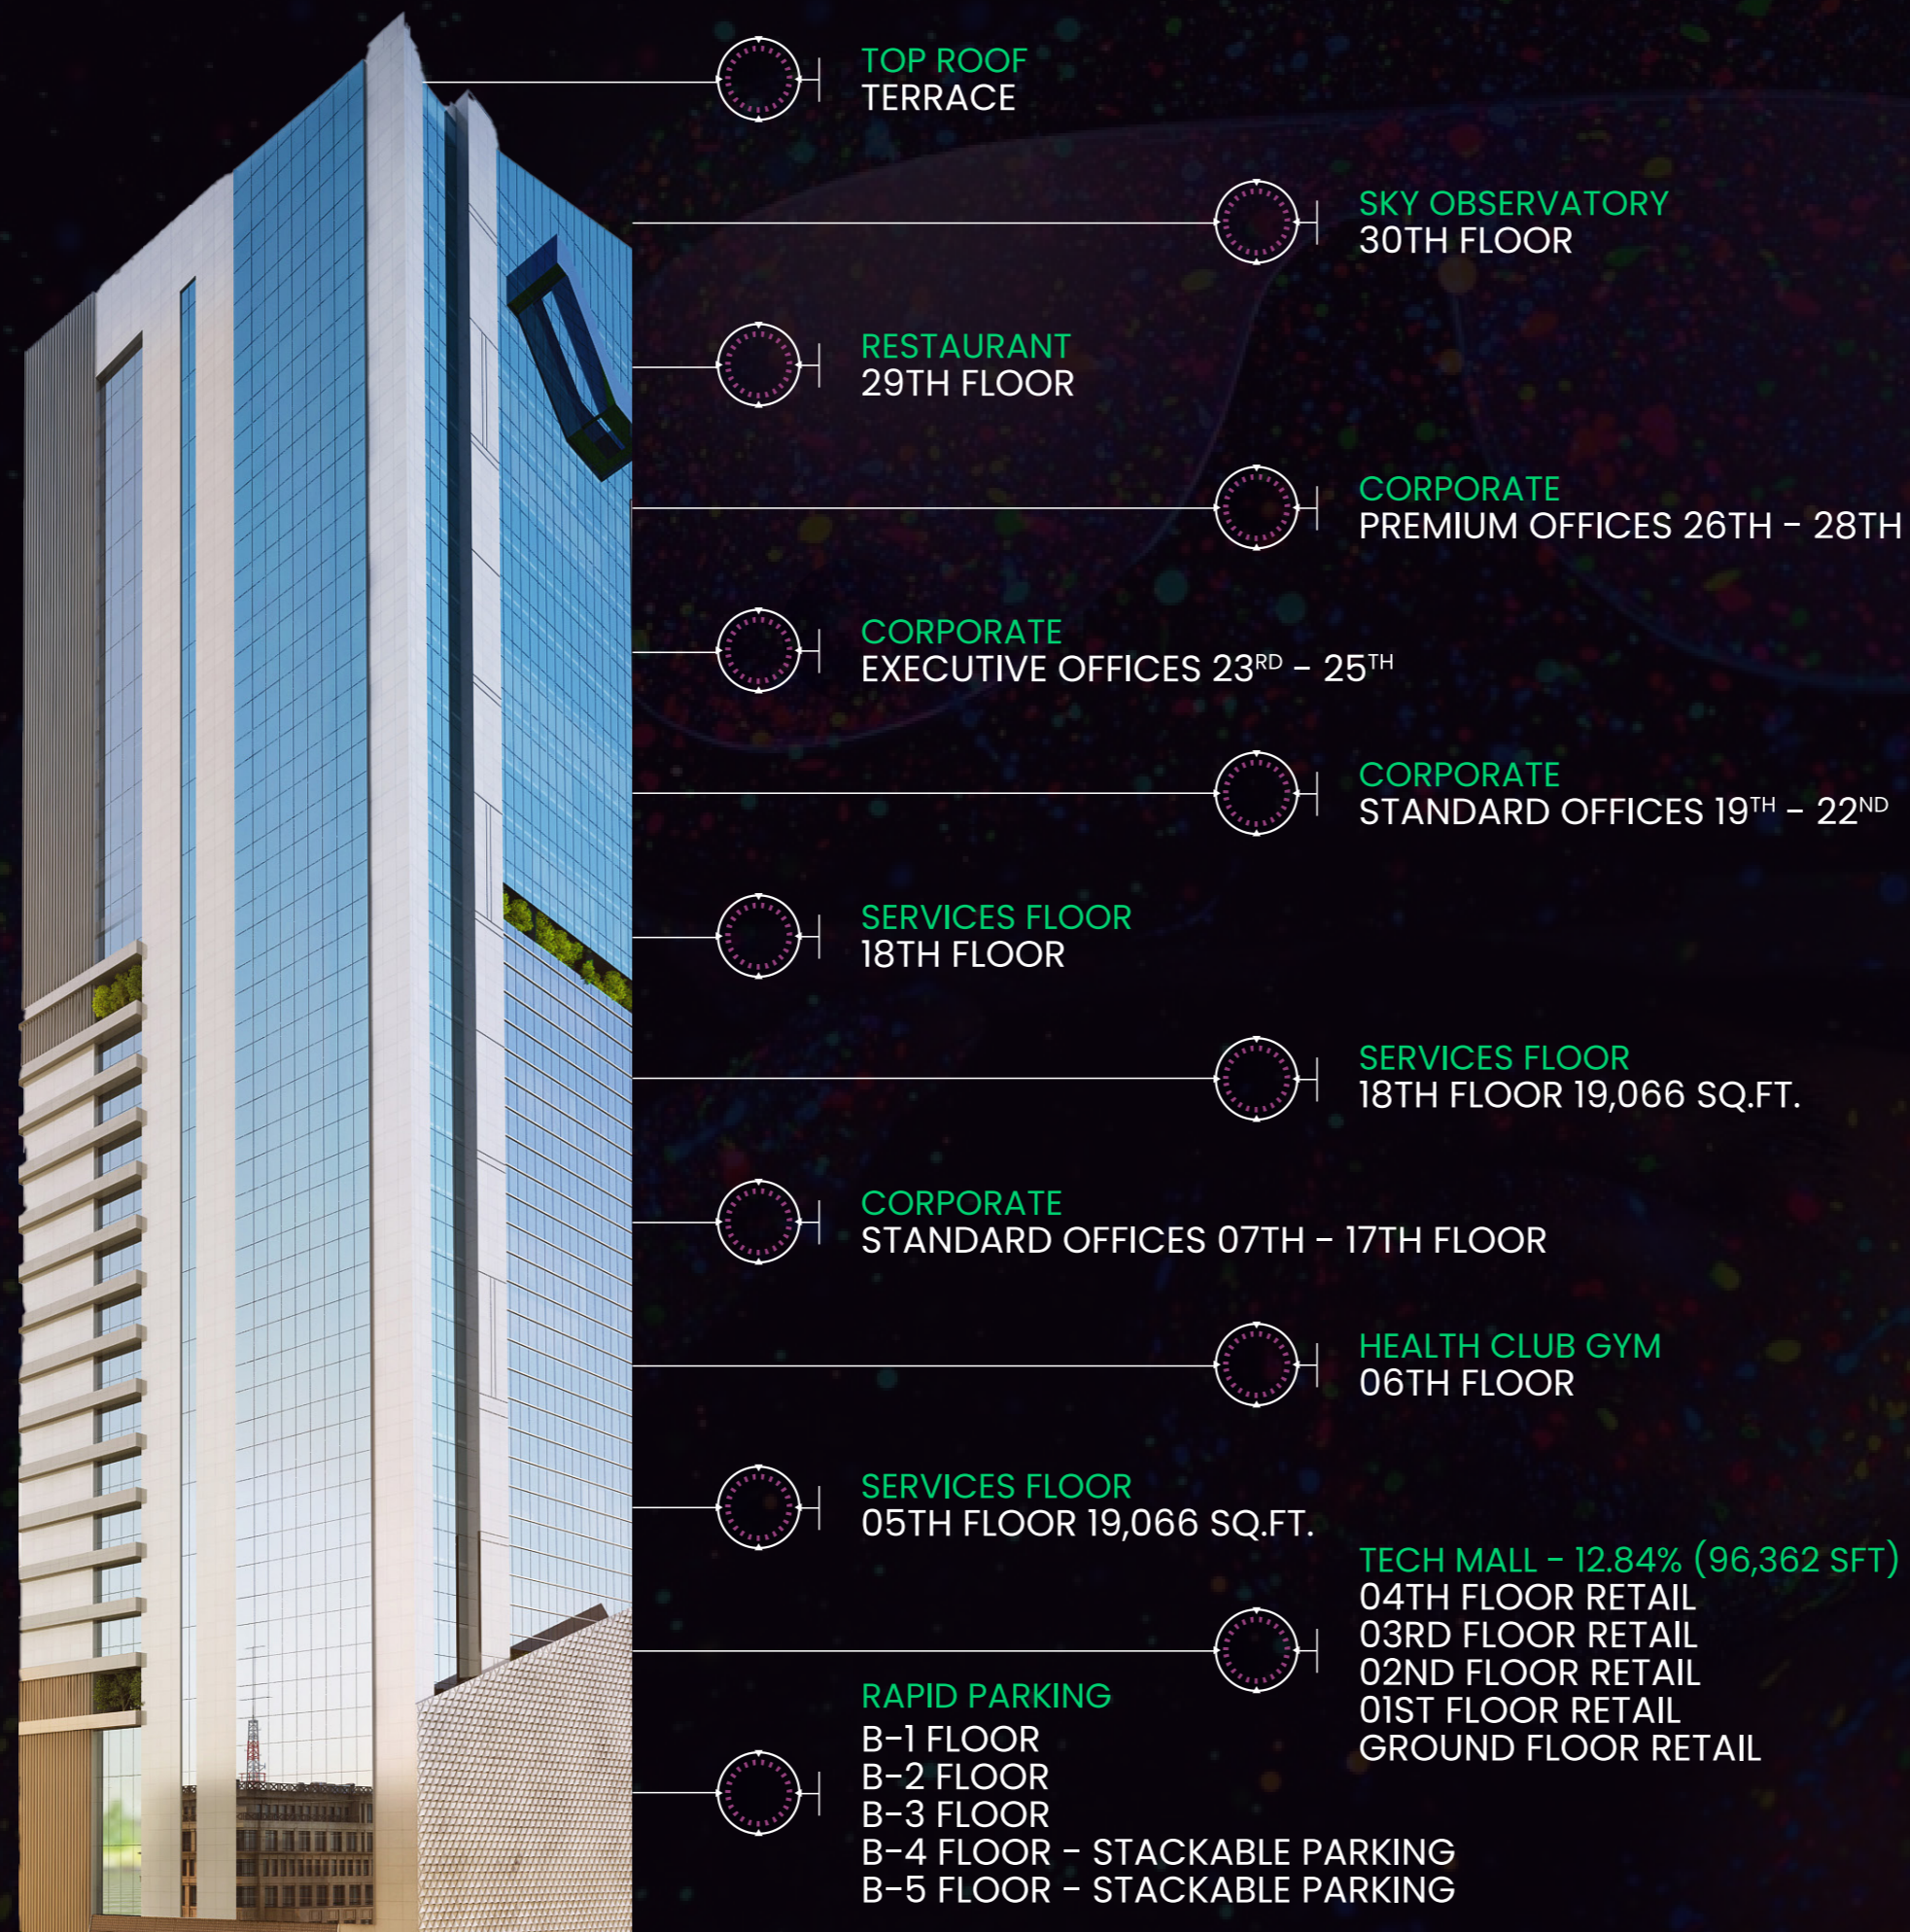 TOP ROOF
TERRACE
SKY OBSERVATORY
30TH FLOOR
RESTAURANT
29TH FLOOR
CORPORATE
PREMIUM OFFICES 26TH - 28TH
CORPORATE
EXECUTIVE OFFICES 23RD - 25TH
CORPORATE
STANDARD OFFICES 19TH - 22ND
SERVICES FLOOR
18TH FLOOR
SERVICES FLOOR
18TH FLOOR 19,066 SQ.FT.
CORPORATE
STANDARD OFFICES 07TH - 17TH FLOOR
HEALTH CLUB GYM
06TH FLOOR
SERVICES FLOOR
05TH FLOOR 19,066 SQ.FT.
TECH MALL - 12.84% (96,362 SFT)
04TH FLOOR RETAIL
03RD FLOOR RETAIL
02ND FLOOR RETAIL
01ST FLOOR RETAIL
GROUND FLOOR RETAIL
RAPID PARKING
B-1 FLOOR
B-2 FLOOR
B-3 FLOOR
B-4 FLOOR - STACKABLE PARKING
B-5 FLOOR - STACKABLE PARKING